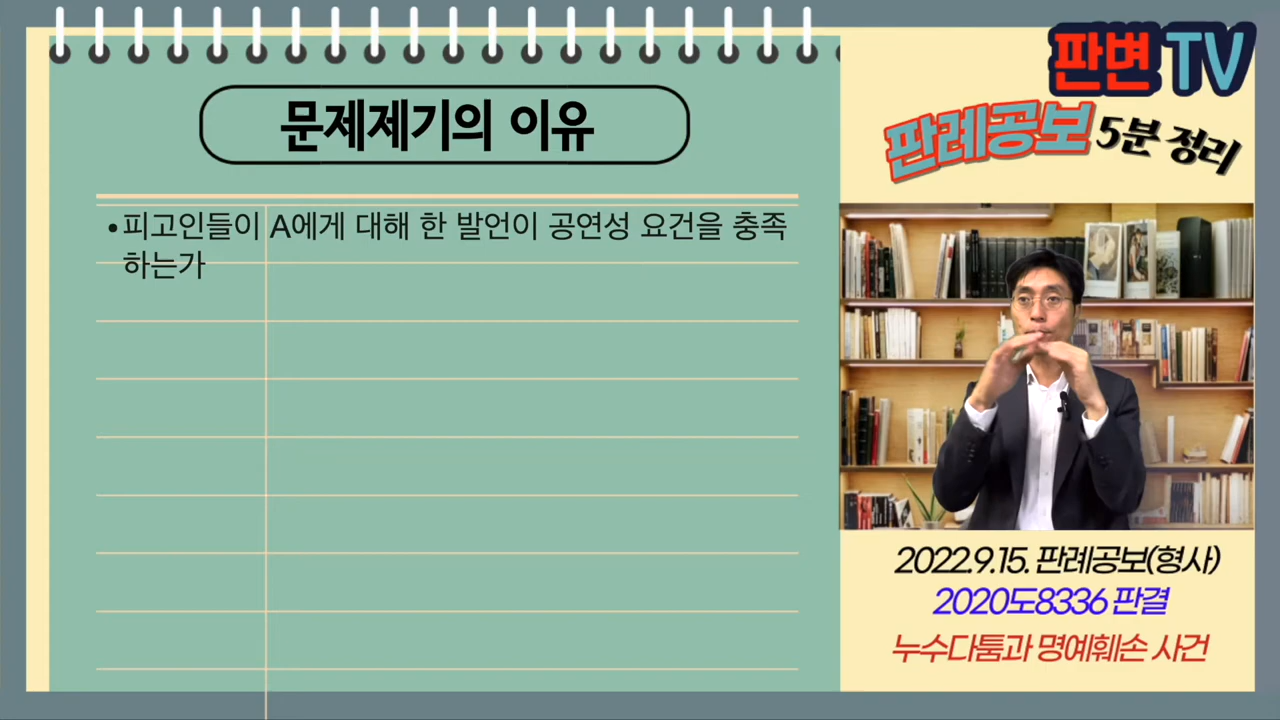 문제제기의 이유
•피고인들이 A에게 대해 한 발언이 공연성 요건을 충족
하는가
판변 TV
판례공보 5분 정리
2022.9.15. 판례공보(형사)
2020도8336 판결
누수다툼과 명예훼손 사건